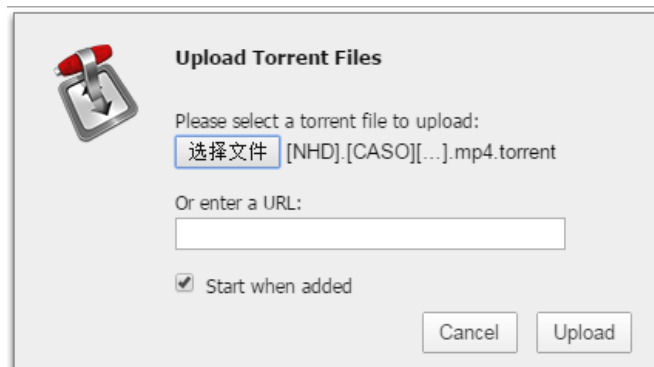 Upload Torrent Files
Please select a torrent file to upload:
选择文件 [NHD].[CASO][...].mp4.torrent
Or enter a URL:
Start when added
Cancel Upload